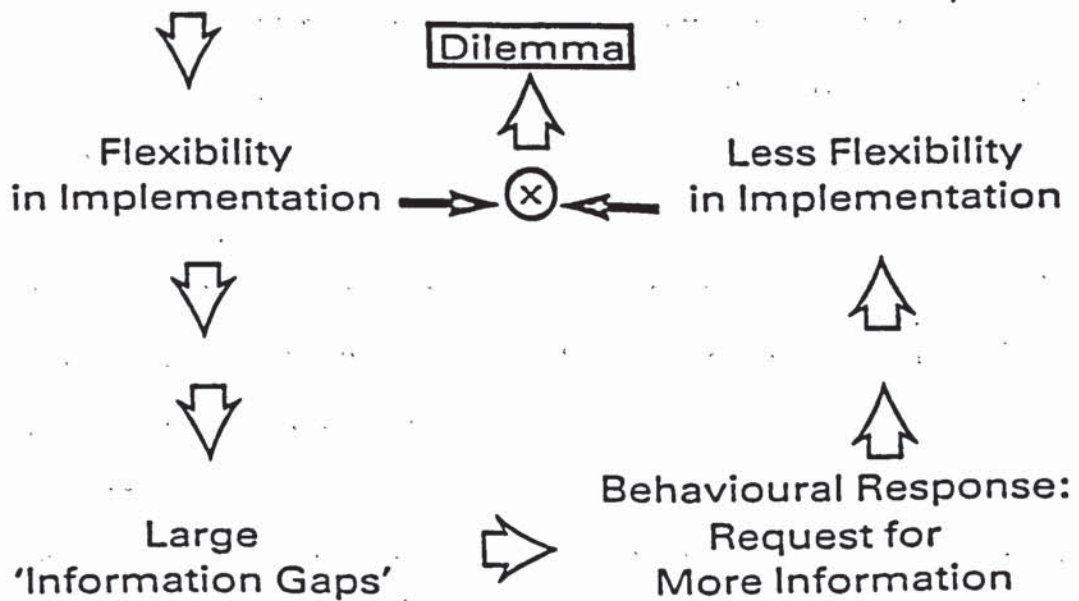 Dilemma
Flexibility
in Implementation
x
Less Flexibility
in Implementation
Large
'Information Gaps'
Behavioural Response:
Request for
More Information